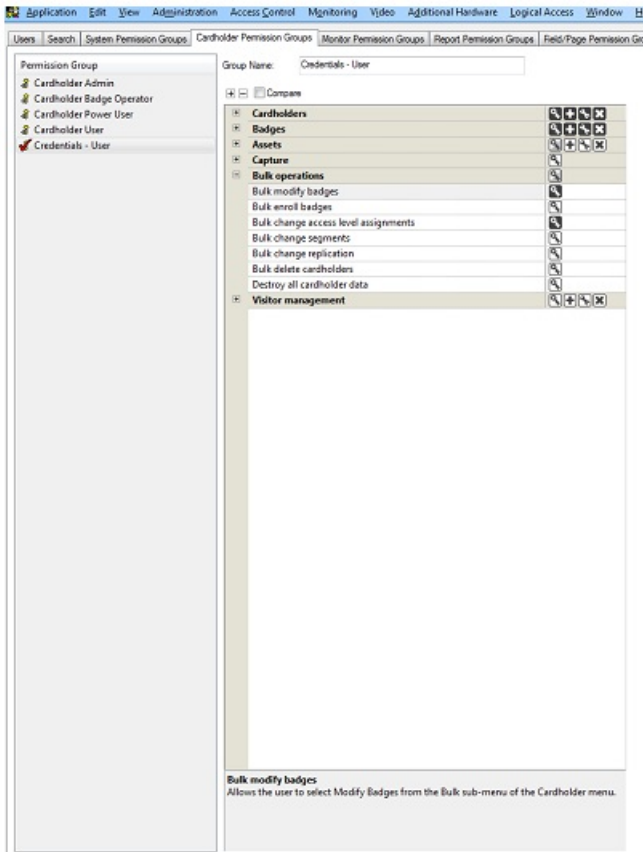 Application Edit View Administration Access Control Monitoring Video Additional Hardware Logical Access Window H
Users Search System Permission Groups Cardholder Permission Groups Monitor Permission Groups Report Permission Groups Field/Page Permission Gro
Permission Group
Cardholder Admin
Cardholder Badge Operator
Cardholder Power User
Cardholder User
Credentials - User
Group Name: Credentials - User
Compare
Cardholders
Badges
Assets
Capture
Bulk operations
Bulk modify badges
Bulk enroll badges
Bulk change access level assignments
Bulk change segments
Bulk change replication
Bulk delete cardholders
Destroy all cardholder data
Visitor management
Bulk modify badges
Allows the user to select Modify Badges from the Bulk sub-menu of the Cardholder menu.